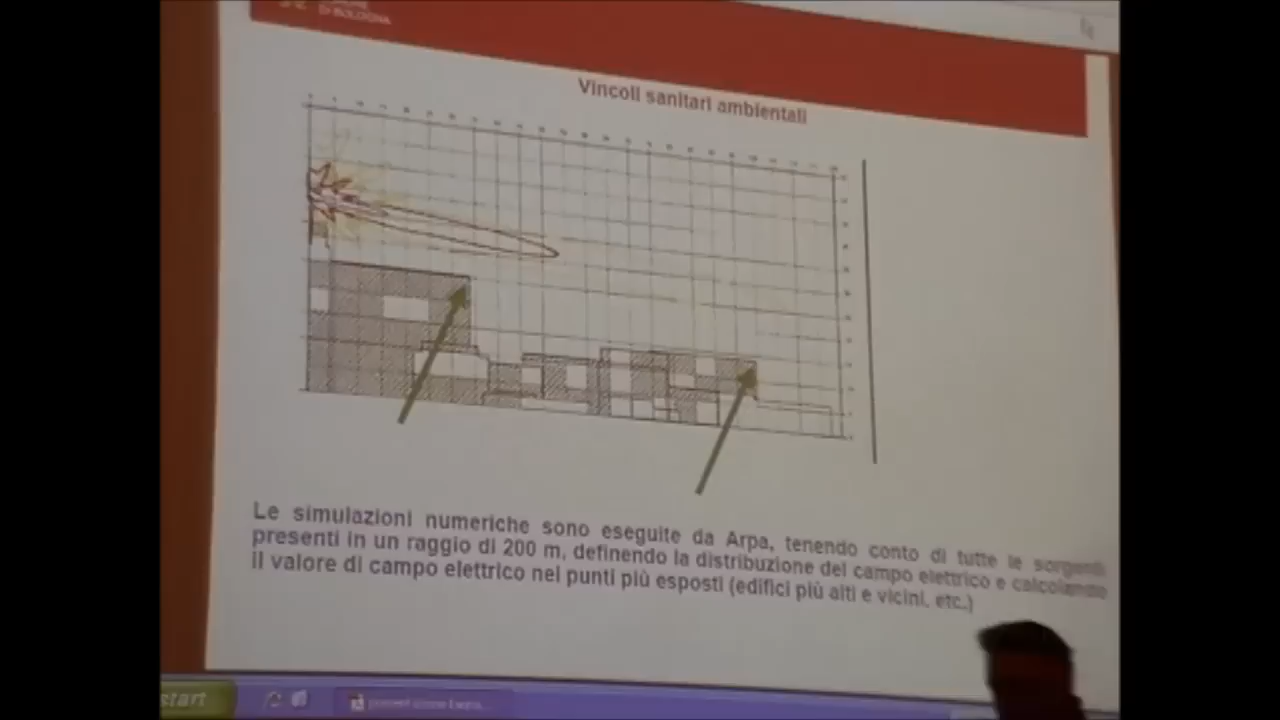 DI BOLOGNA
Vincoli sanitari ambientali
Le simulazioni numeriche sono eseguite da Arpa, tenendo conto di tutte le sorgenti
presenti in un raggio di 200 m, definendo la distribuzione del campo elettrico e calcolando
il valore di campo elettrico nei punti più esposti (edifici più alti e vicini, etc.)
start